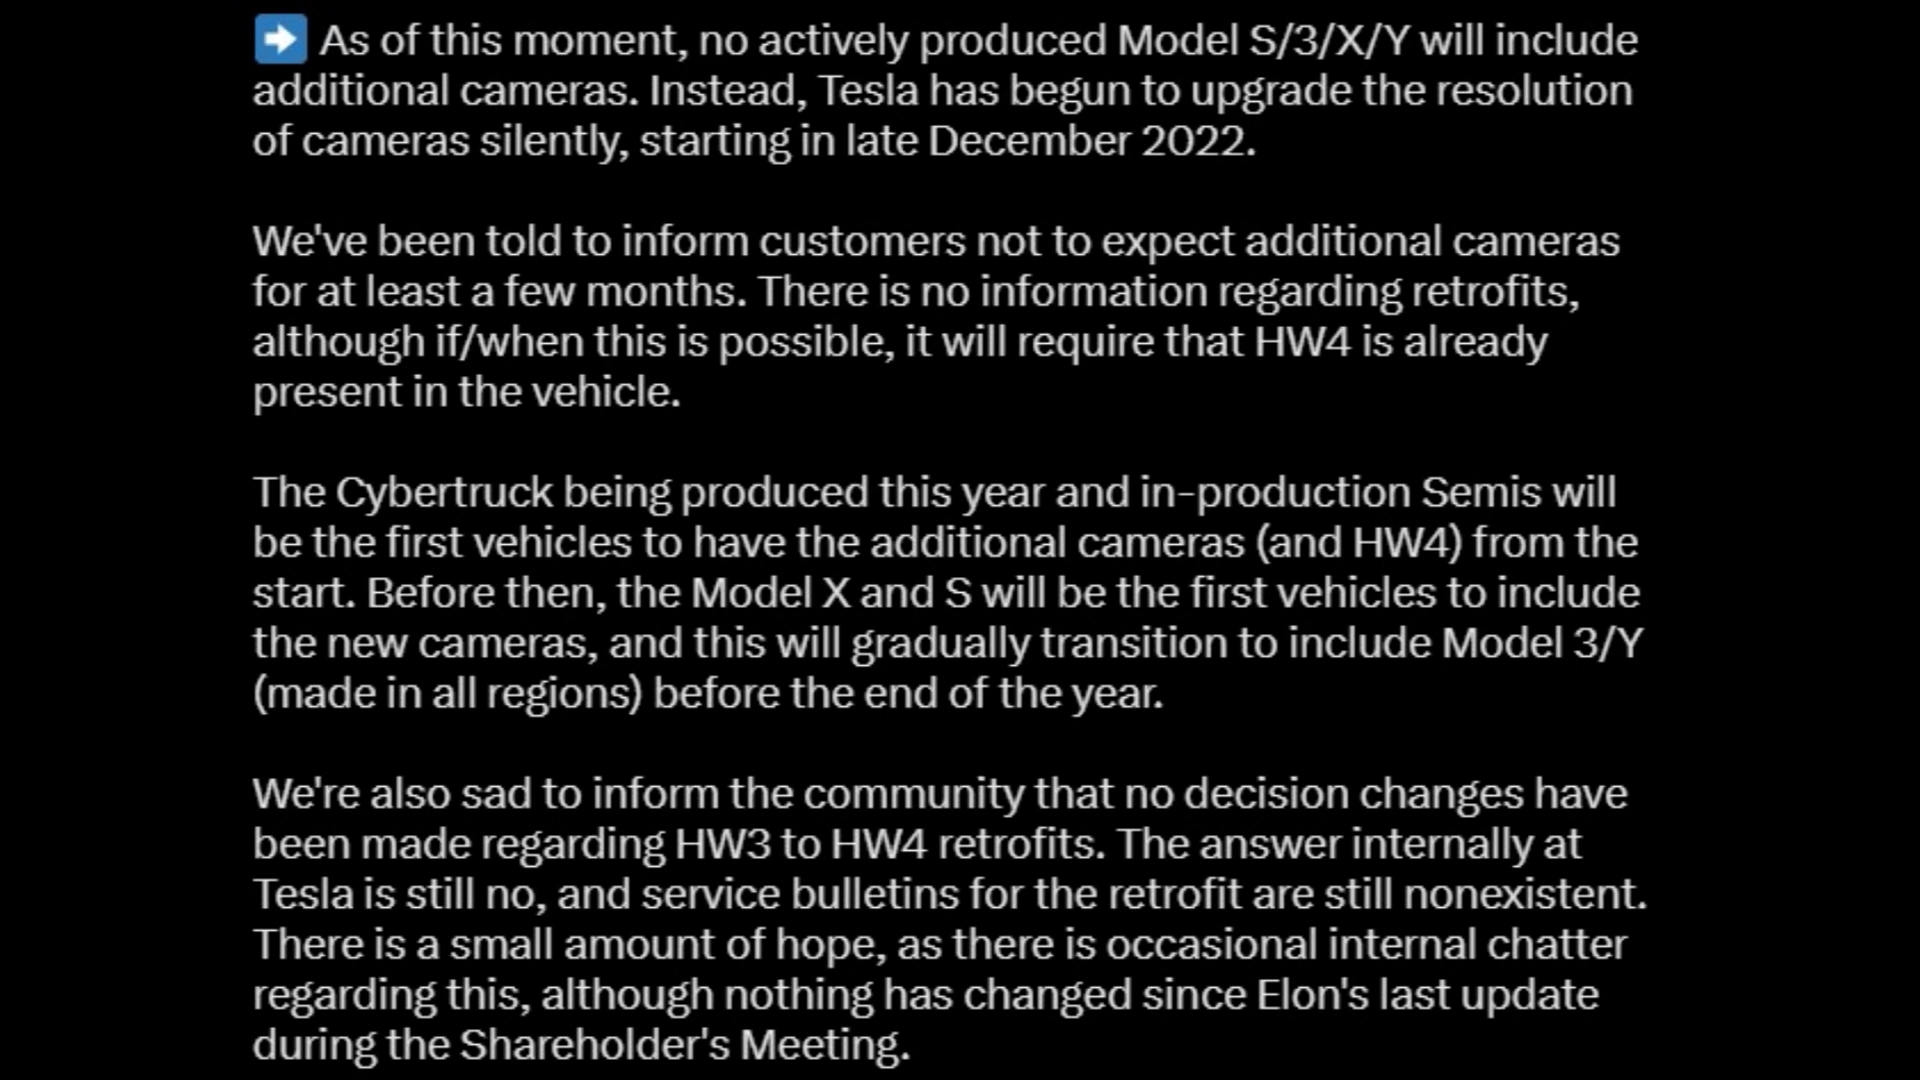 ➡ As of this moment, no actively produced Model S/3/X/Y will include
additional cameras. Instead, Tesla has begun to upgrade the resolution
of cameras silently, starting in late December 2022.
We've been told to inform customers not to expect additional cameras
for at least a few months. There is no information regarding retrofits,
although if/when this is possible, it will require that HW4 is already
present in the vehicle.
The Cybertruck being produced this year and in-production Semis will
be the first vehicles to have the additional cameras (and HW4) from the
start. Before then, the Model X and S will be the first vehicles to include
the new cameras, and this will gradually transition to include Model 3/Y
(made in all regions) before the end of the year.
We're also sad to inform the community that no decision changes have
been made regarding HW3 to HW4 retrofits. The answer internally at
Tesla is still no, and service bulletins for the retrofit are still nonexistent.
There is a small amount of hope, as there is occasional internal chatter
regarding this, although nothing has changed since Elon's last update
during the Shareholder's Meeting.